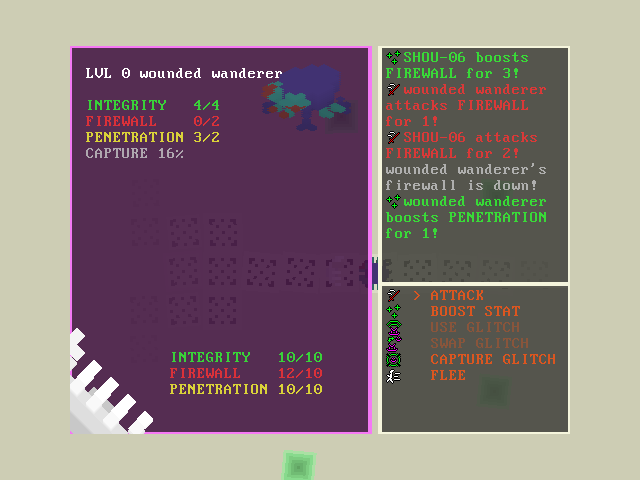 LVL 0 wounded wanderer
INTEGRITY 4/4
FIREWALL 0/2
PENETRATION 3/2
CAPTURE 16%
INTEGRITY 10/10
FIREWALL 12/10
PENETRATION 10/10
SHOU-06 boosts
FIREWALL for 3!
wounded wanderer
attacks FIREWALL
for 1!
SHOU-06 attacks
FIREWALL for 2!
wounded wanderer's
firewall is down!
wounded wanderer
boosts PENETRATION
for 1!
> ATTACK
BOOST STAT
USE GLITCH
SWAP GLITCH
CAPTURE GLITCH
FLEE